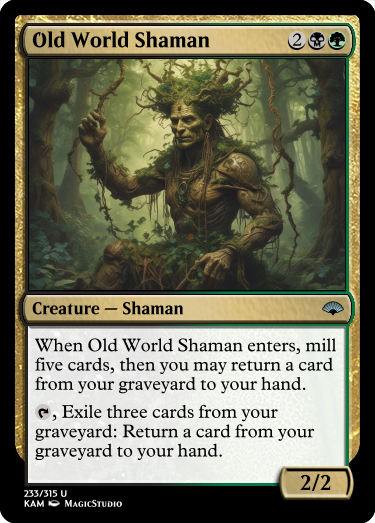 Old World Shaman 2
Creature — Shaman
When Old World Shaman enters, mill
five cards, then you may return a card
from your graveyard to your hand.
, Exile three cards from your
graveyard: Return a card from your
graveyard to your hand.
2/2
233/315 U
KAM MagicStudio